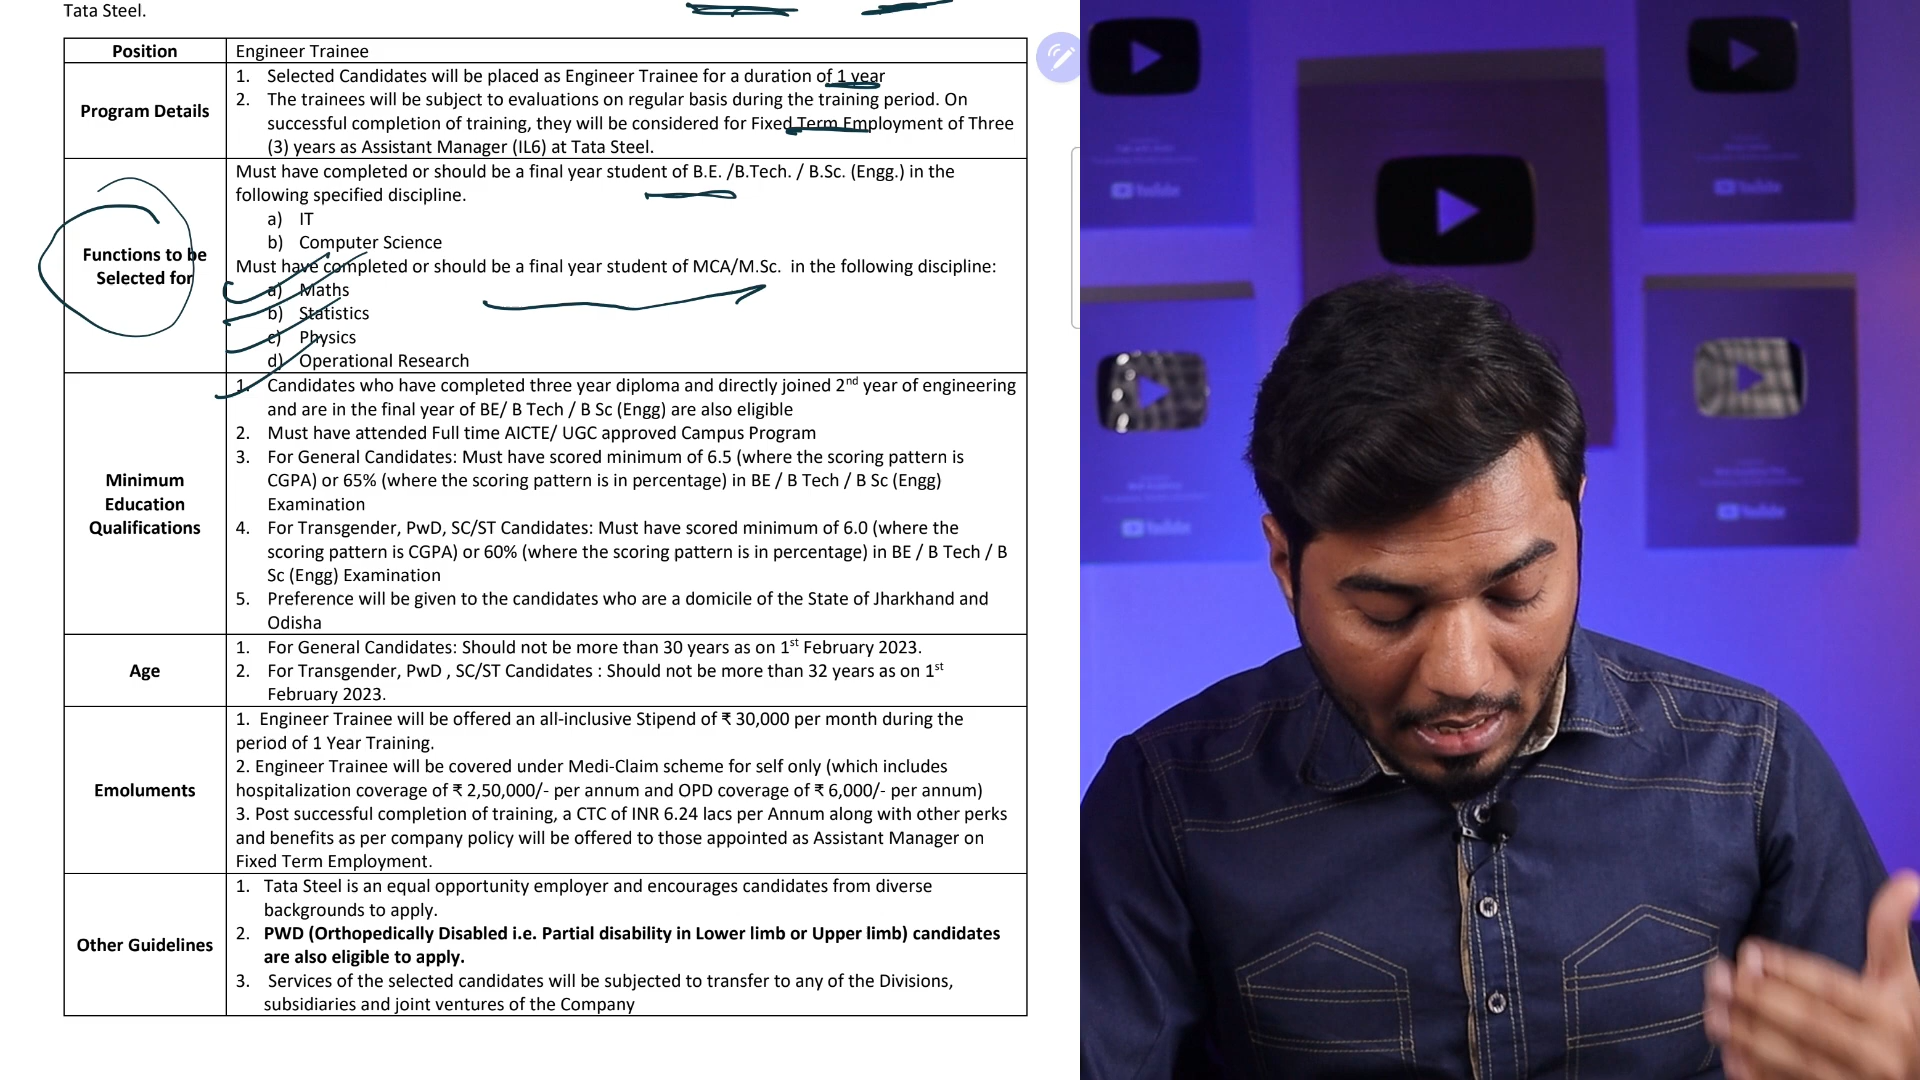 Tata Steel.
Position
Engineer Trainee
Program Details
1. Selected Candidates will be placed as Engineer Trainee for a duration of 1 year
2. The trainees will be subject to evaluations on regular basis during the training period. On
successful completion of training, they will be considered for Fixed Term Employment of Three
(3) years as Assistant Manager (IL6) at Tata Steel.
Functions to be
Selected for
Must have completed or should be a final year student of B.E. /B.Tech. / B.Sc. (Engg.) in the
following specified discipline.
a) IT
b) Computer Science
Must have completed or should be a final year student of MCA/M.Sc. in the following discipline:
a) Maths
b) Statistics
c) Physics
d) Operational Research
Minimum
Education
Qualifications
1. Candidates who have completed three year diploma and directly joined 2nd year of engineering
and are in the final year of BE/ B Tech / B Sc (Engg) are also eligible
2. Must have attended Full time AICTE/ UGC approved Campus Program
3. For General Candidates: Must have scored minimum of 6.5 (where the scoring pattern is
CGPA) or 65% (where the scoring pattern is in percentage) in BE / B Tech / B Sc (Engg)
Examination
4. For Transgender, PwD, SC/ST Candidates: Must have scored minimum of 6.0 (where the
scoring pattern is CGPA) or 60% (where the scoring pattern is in percentage) in BE / B Tech / B
Sc (Engg) Examination
5. Preference will be given to the candidates who are a domicile of the State of Jharkhand and
Odisha
Age
1. For General Candidates: Should not be more than 30 years as on 1st February 2023.
2. For Transgender, PwD , SC/ST Candidates : Should not be more than 32 years as on 1st
February 2023.
Emoluments
1. Engineer Trainee will be offered an all-inclusive Stipend of ₹ 30,000 per month during the
period of 1 Year Training.
2. Engineer Trainee will be covered under Medi-Claim scheme for self only (which includes
hospitalization coverage of ₹ 2,50,000/- per annum and OPD coverage of ₹ 6,000/- per annum)
3. Post successful completion of training, a CTC of INR 6.24 lacs per Annum along with other perks
and benefits as per company policy will be offered to those appointed as Assistant Manager on
Fixed Term Employment.
Other Guidelines
1. Tata Steel is an equal opportunity employer and encourages candidates from diverse
backgrounds to apply.
2. PWD (Orthopedically Disabled i.e. Partial disability in Lower limb or Upper limb) candidates
are also eligible to apply.
3. Services of the selected candidates will be subjected to transfer to any of the Divisions,
subsidiaries and joint ventures of the Company
YouTube
YouTube
YouTube
YouTube